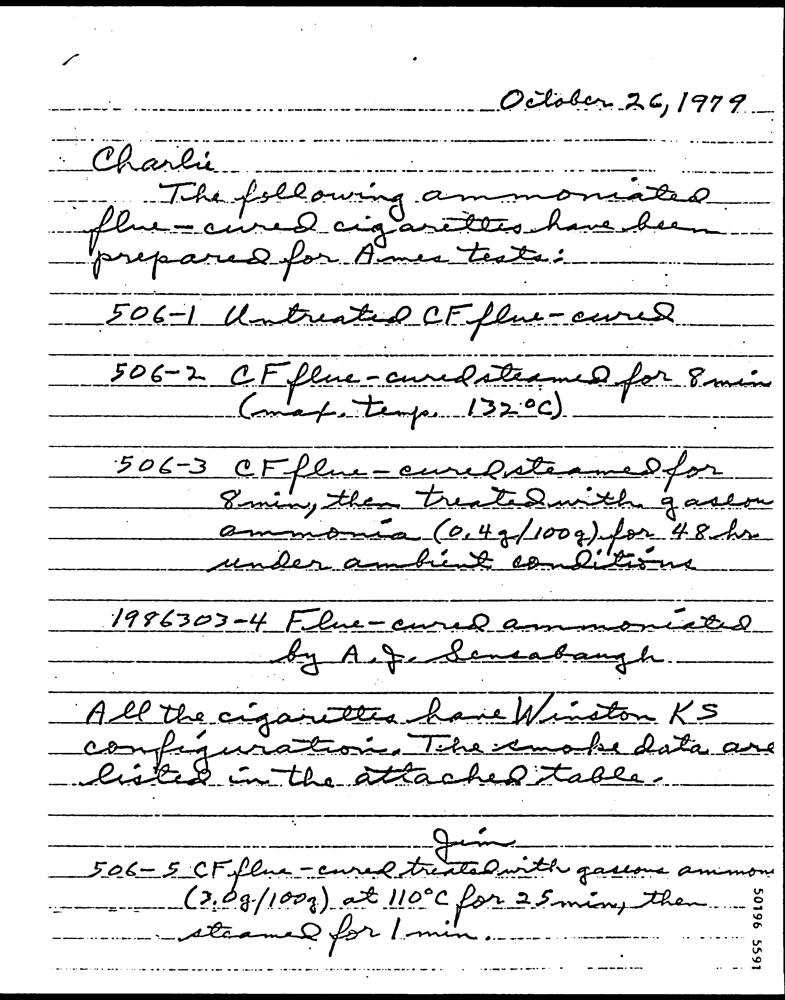 October 26, 1979
Charlie
The following ammoniated
flue-cured cigarettes have been
prepared for Ames tests:
506-1 Untreated CF flue-cured
506-2 CF flue-cured steamed for 8 min
(max. temp. 132°C)
506-3 CF flue-cured steamed for
8 min, then treated with gaseou
ammonia (0.4g/100g) for 48 hr
under ambient conditions
1986303-4 Flue-cured ammoniated
by A. J. Sensabaugh
All the cigarettes have Winston KS
configuration. The smoke data are
listed in the attached table.
Jim
506-5 CF flue-cured treated with gaseous ammon
(3.0g/100g) at 110°C for 25 min, then
steamed for 1 min.
50196 5591